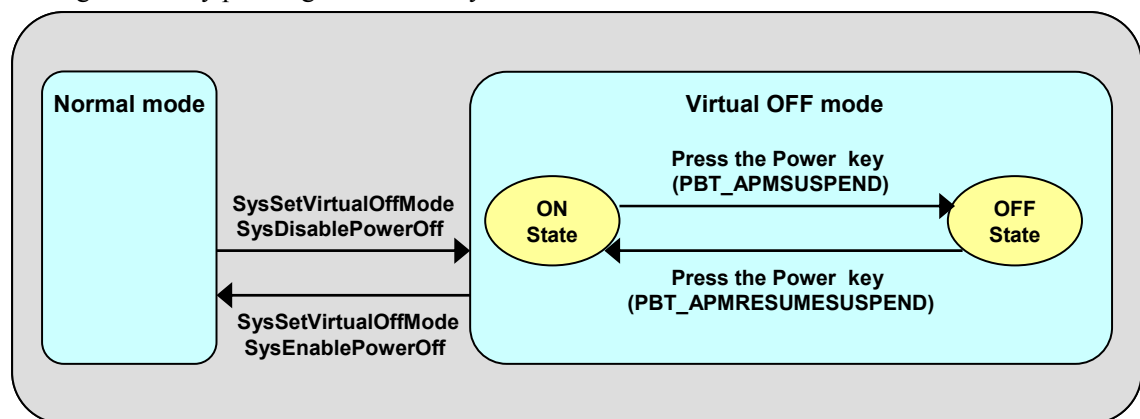 Normal mode
Virtual OFF mode
Press the Power key
(PBT_APMSUSPEND)
SysSetVirtualOffMode
SysDisablePowerOff
ON
State
OFF
State
Press the Power key
(PBT_APMRESUMESUSPEND)
SysSetVirtualOffMode
SysEnablePowerOff